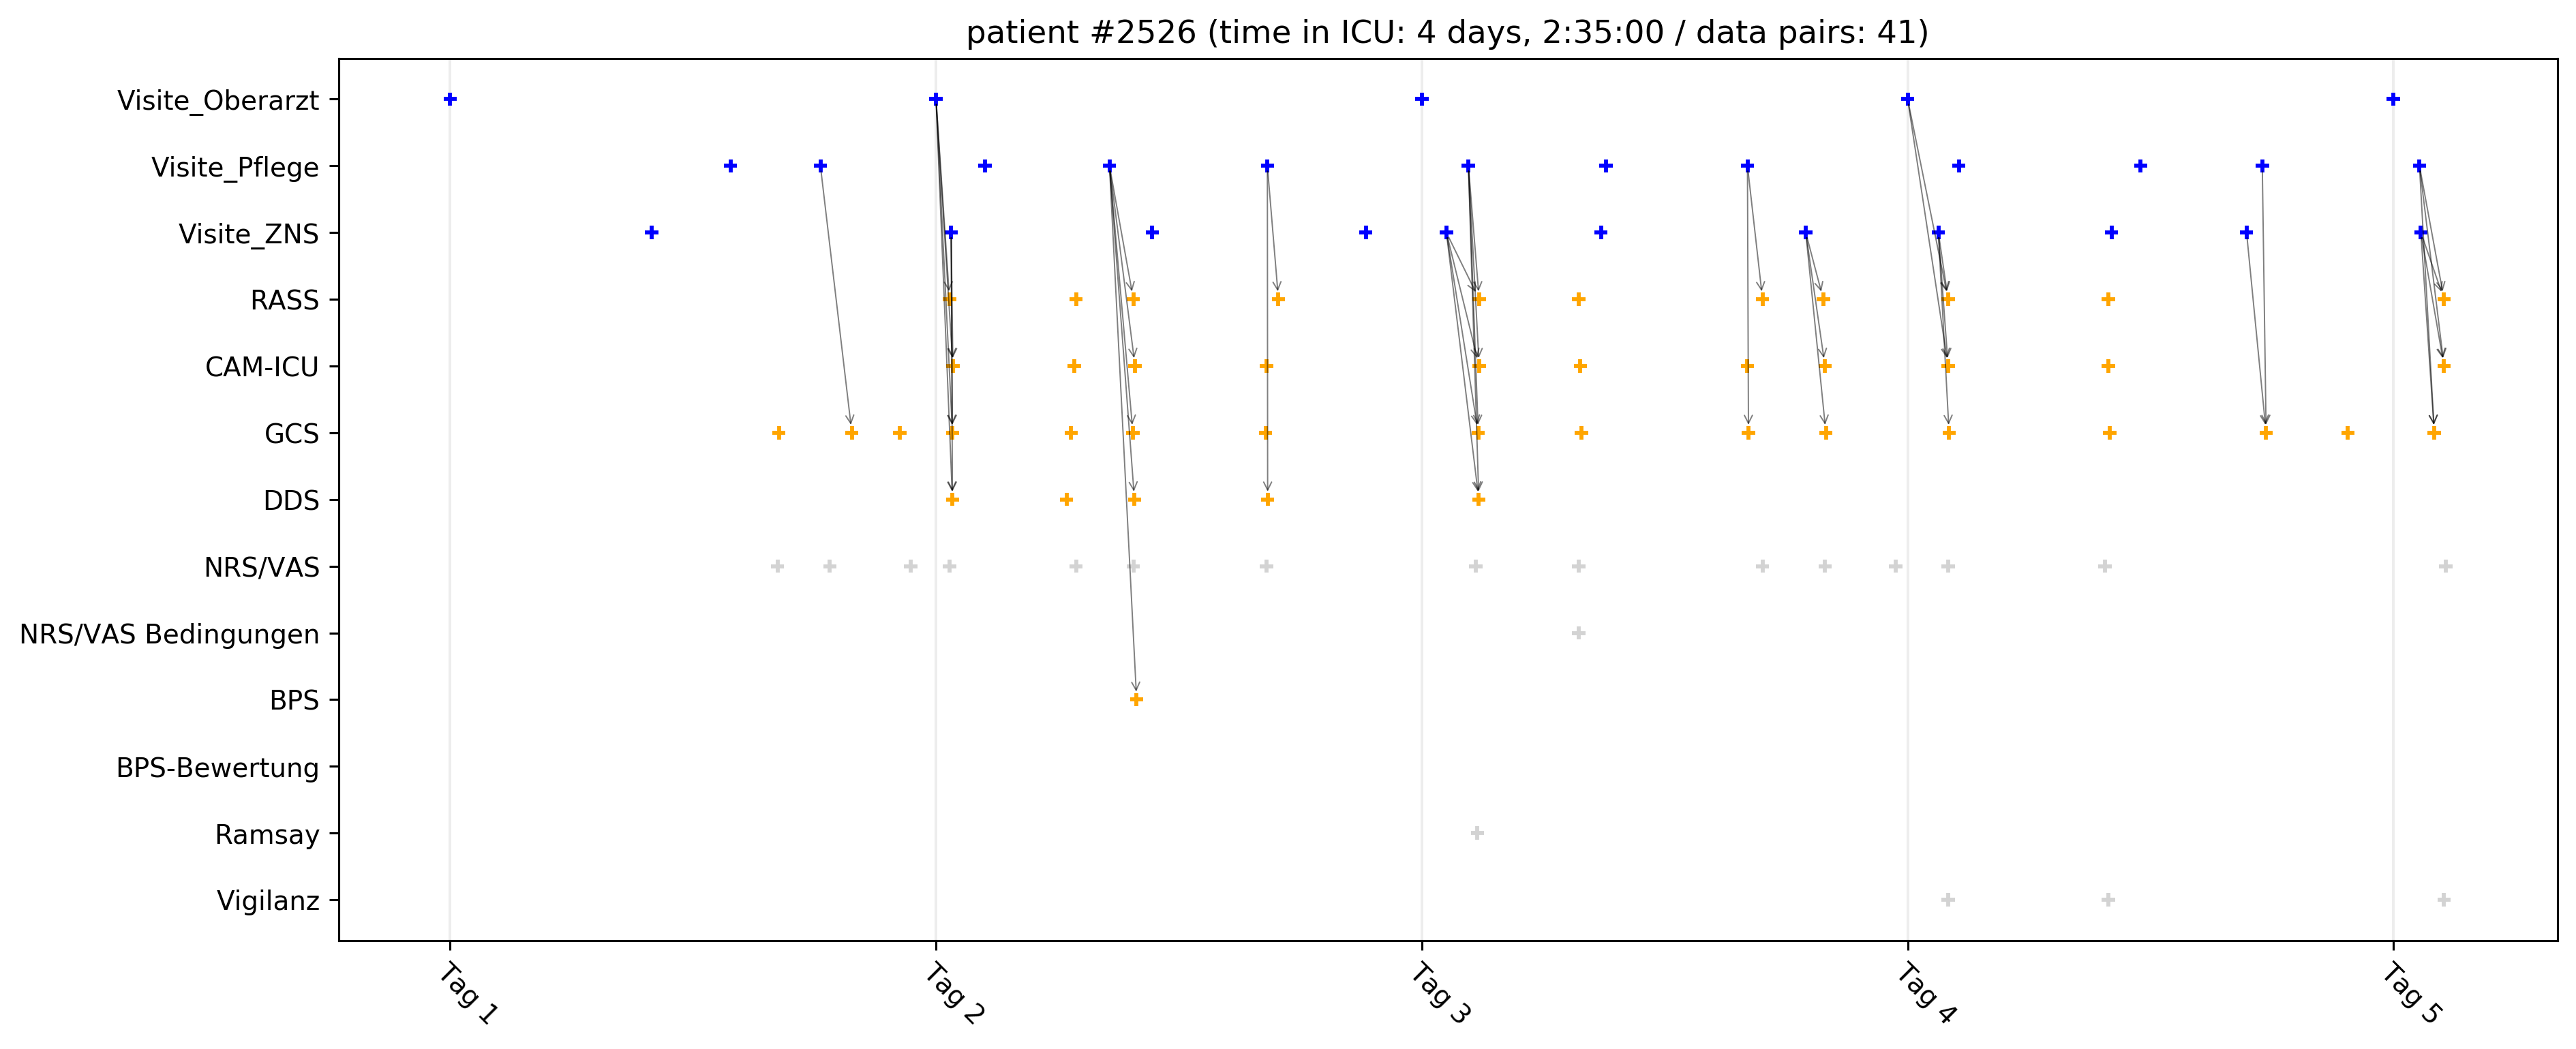 patient #2526 (time in ICU: 4 days, 2:35:00 / data pairs: 41)
Visite_Oberarzt
Visite_Pflege
Visite_ZNS
RASS
CAM-ICU
GCS
DDS
NRS/VAS
NRS/VAS Bedingungen
BPS
BPS-Bewertung
Ramsay
Vigilanz
Tag 1
Tag 2
Tag 3
Tag 4
Tag 5